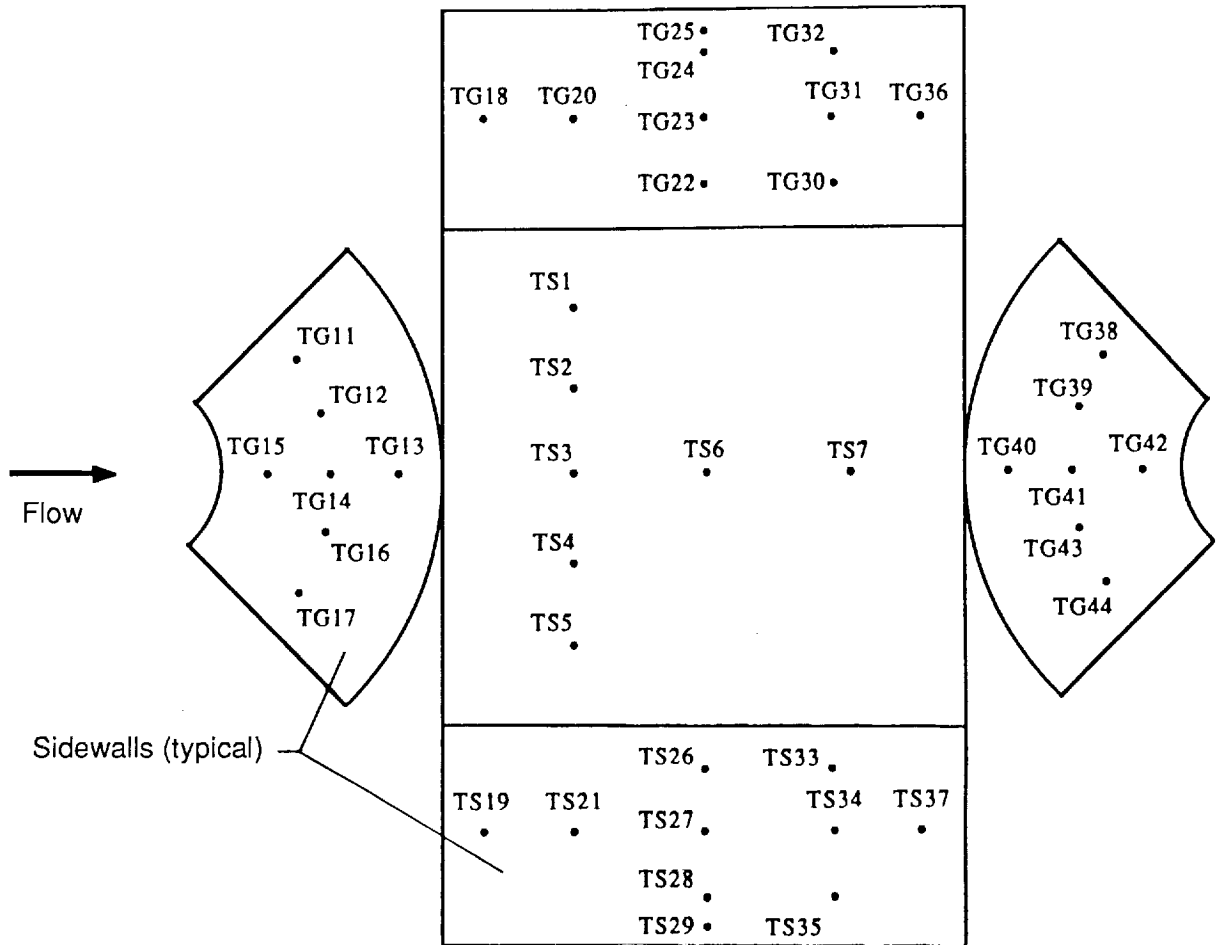 TG25 TG32
TG24
TG18 TG20 TG23 TG31 TG36
TG22 TG30
TS1
TG11 TG38
TS2
TG12 TG39
TG15 TG13 TS3 TS6 TS7 TG40 TG42
TG14 TG41
Flow
TG16 TS4 TG43
TG17 TS5 TG44
Sidewalls (typical)
TS26 TS33
TS19 TS21 TS27 TS34 TS37
TS28
TS29 TS35